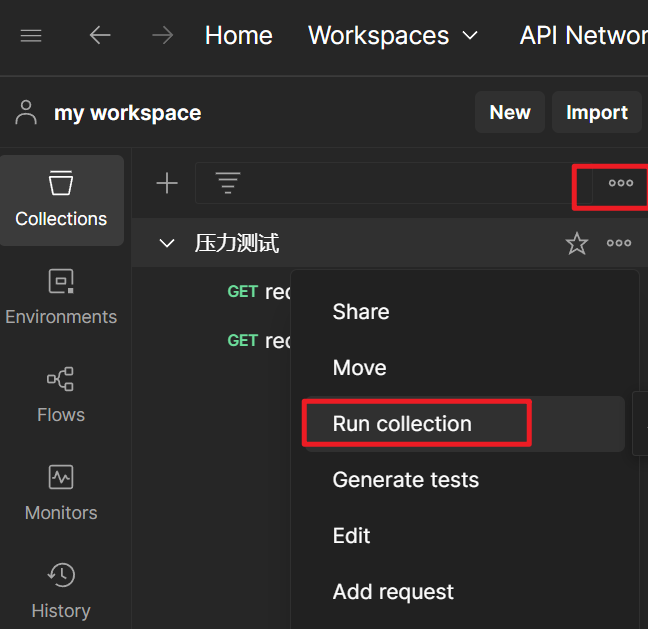 Home Workspaces API Networ
my workspace New Import
Collections
压力测试
GET rec
Share
Environments
GET rec
Move
Flows
Run collection
Generate tests
Monitors
Edit
Add request
History